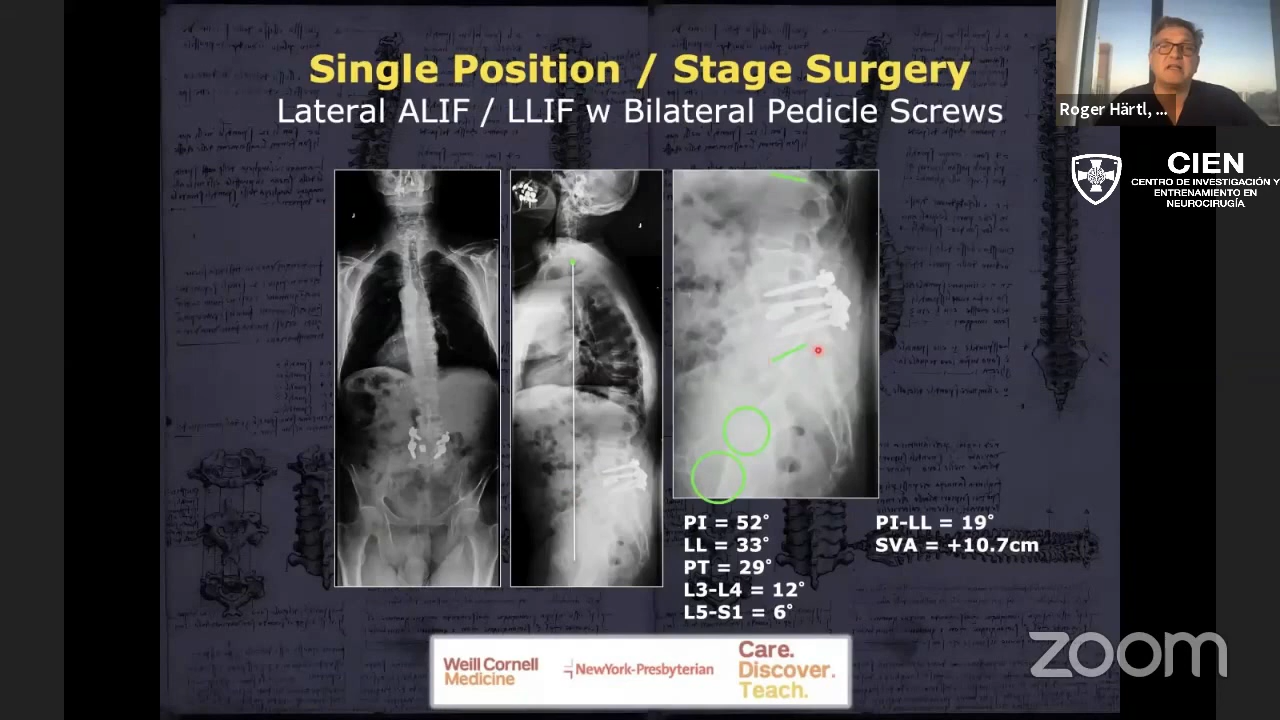 Single Position / Stage Surgery
Lateral ALIF / LLIF w Bilateral Pedicle Screws
Roger Härtl, ...
CIEN
CENTRO DE INVESTIGACIÓN Y
ENTRENAMIENTO EN
NEUROCIRUGÍA
PI = 52°
LL = 33°
PT = 29°
L3-L4 = 12°
L5-S1 = 6°
PI-LL = 19°
SVA = +10.7cm
Weill Cornell
Medicine
NewYork-Presbyterian
Care.
Discover.
Teach.
zoom